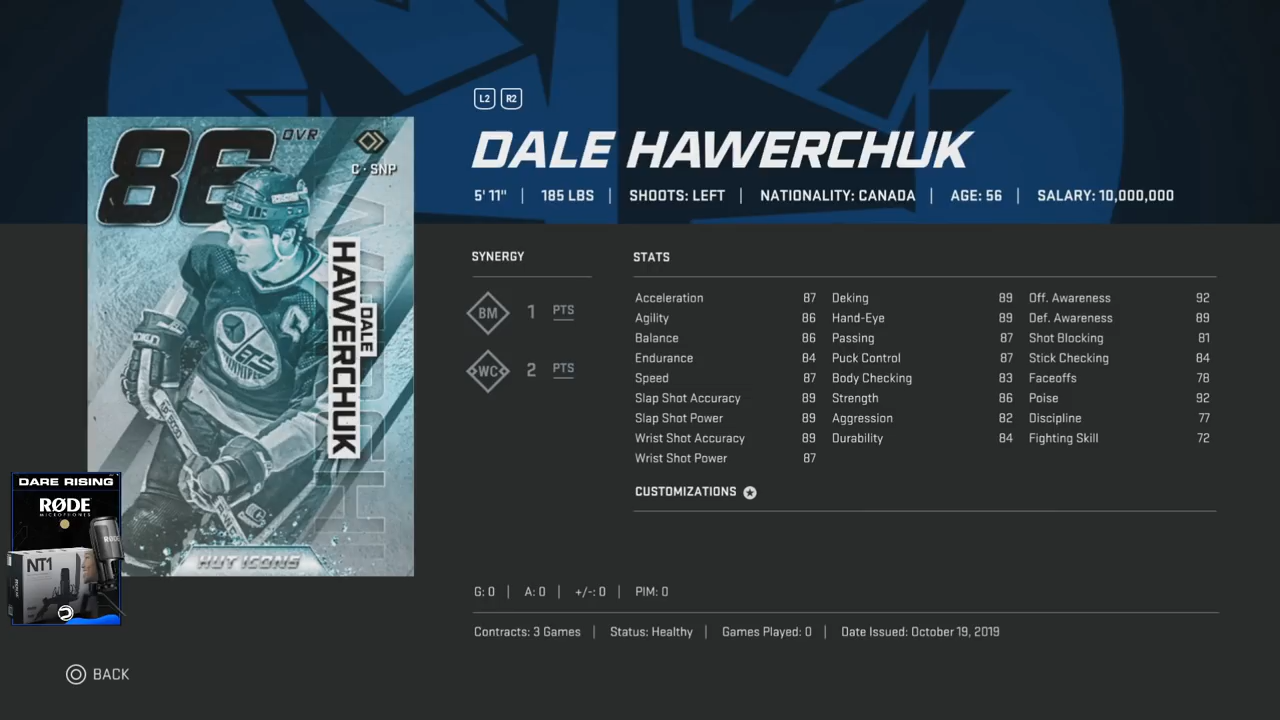 L2 R2
DALE HAWERCHUK
5' 11" | 185 LBS | SHOOTS: LEFT | NATIONALITY: CANADA | AGE: 56 | SALARY: 10,000,000
86 OVR
C · SNP
DALE
HAWERCHUK
JETS
WINNIPEG
HUT ICONS
SYNERGY
BM 1 PTS
WC 2 PTS
STATS
Acceleration 87
Agility 86
Balance 86
Endurance 84
Speed 87
Slap Shot Accuracy 89
Slap Shot Power 89
Wrist Shot Accuracy 89
Wrist Shot Power 87
Deking 89
Hand-Eye 89
Passing 87
Puck Control 87
Body Checking 83
Strength 86
Aggression 82
Durability 84
Off. Awareness 92
Def. Awareness 89
Shot Blocking 81
Stick Checking 84
Faceoffs 78
Poise 92
Discipline 77
Fighting Skill 72
CUSTOMIZATIONS
G: 0 | A: 0 | +/-: 0 | PIM: 0
Contracts: 3 Games | Status: Healthy | Games Played: 0 | Date Issued: October 19, 2019
DARE RISING
RØDE
MICROPHONES
RØDE
NT1
BACK